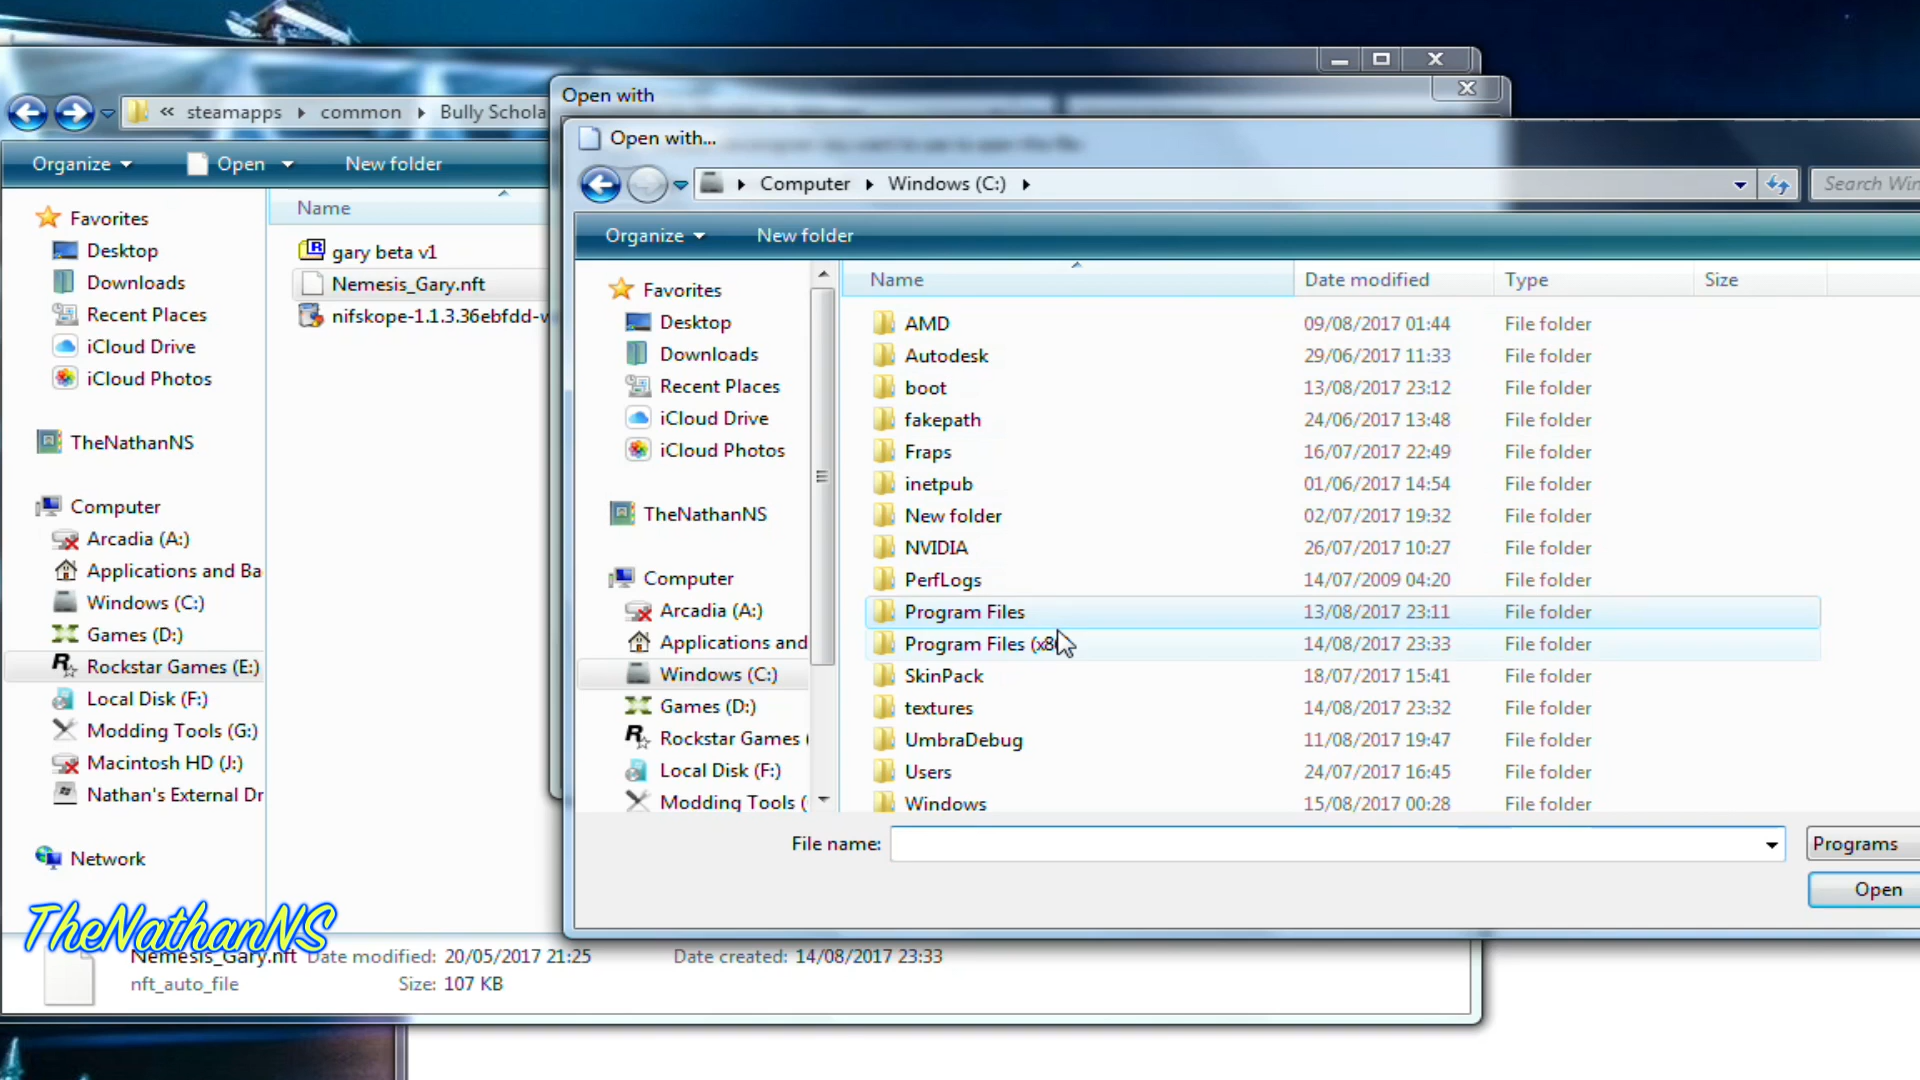 Open with
« steamapps common Bully Schola
Open with...
Computer Windows (C:)
Search Win
Organize Open New folder
Organize New folder
Name
Favorites
Desktop
Downloads
Recent Places
iCloud Drive
iCloud Photos
TheNathanNS
Computer
Arcadia (A:)
Applications and Ba
Windows (C:)
Games (D:)
Rockstar Games (E:)
Local Disk (F:)
Modding Tools (G:)
Macintosh HD (J:)
Nathan's External Dr
Network
gary beta v1
Nemesis_Gary.nft
nifskope-1.1.3.36ebfdd-w
Favorites
Desktop
Downloads
Recent Places
iCloud Drive
iCloud Photos
TheNathanNS
Computer
Arcadia (A:)
Applications and
Windows (C:)
Games (D:)
Rockstar Games (
Local Disk (F:)
Modding Tools (
Name Date modified Type Size
AMD 09/08/2017 01:44 File folder
Autodesk 29/06/2017 11:33 File folder
boot 13/08/2017 23:12 File folder
fakepath 24/06/2017 13:48 File folder
Fraps 16/07/2017 22:49 File folder
inetpub 01/06/2017 14:54 File folder
New folder 02/07/2017 19:32 File folder
NVIDIA 26/07/2017 10:27 File folder
PerfLogs 14/07/2009 04:20 File folder
Program Files 13/08/2017 23:11 File folder
Program Files (x8 14/08/2017 23:33 File folder
SkinPack 18/07/2017 15:41 File folder
textures 14/08/2017 23:32 File folder
UmbraDebug 11/08/2017 19:47 File folder
Users 24/07/2017 16:45 File folder
Windows 15/08/2017 00:28 File folder
File name: Programs
Open
TheNathanNS
Nemesis_Gary.nft Date modified: 20/05/2017 21:25 Date created: 14/08/2017 23:33
nft_auto_file Size: 107 KB